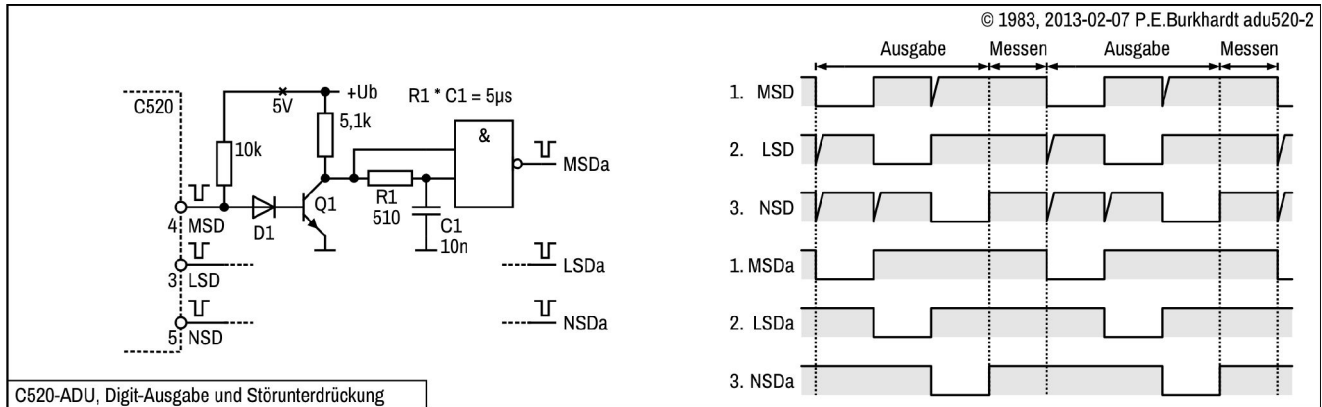 © 1983, 2013-02-07 P.E.Burkhardt adu520-2
C520
5V
+Ub
R1 * C1 = 5µs
10k
5,1k
&
MSDa
4 MSD
D1
Q1
R1
510
C1
10n
3 LSD
LSDa
5 NSD
NSDa
C520-ADU, Digit-Ausgabe und Störunterdrückung
Ausgabe Messen Ausgabe Messen
1. MSD
2. LSD
3. NSD
1. MSDa
2. LSDa
3. NSDa